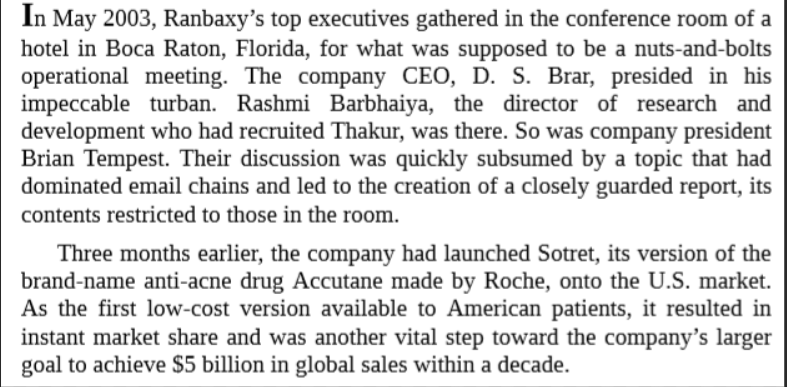 In May 2003, Ranbaxy’s top executives gathered in the conference room of a
hotel in Boca Raton, Florida, for what was supposed to be a nuts-and-bolts
operational meeting. The company CEO, D. S. Brar, presided in his
impeccable turban. Rashmi Barbhaiya, the director of research and
development who had recruited Thakur, was there. So was company president
Brian Tempest. Their discussion was quickly subsumed by a topic that had
dominated email chains and led to the creation of a closely guarded report, its
contents restricted to those in the room.
Three months earlier, the company had launched Sotret, its version of the
brand-name anti-acne drug Accutane made by Roche, onto the U.S. market.
As the first low-cost version available to American patients, it resulted in
instant market share and was another vital step toward the company’s larger
goal to achieve $5 billion in global sales within a decade.